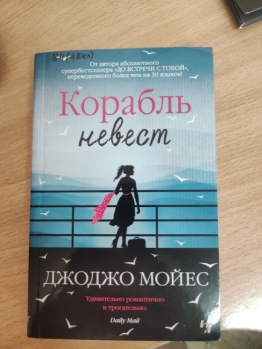 От автора абсолютного
супербестселлера «ДО ВСТРЕЧИ С ТОБОЙ»,
переведенного более чем на 30 языков!
Корабль
невест
ДЖОДЖО МОЙЕС
Удивительно романтично
и трогательно.
Daily Mail